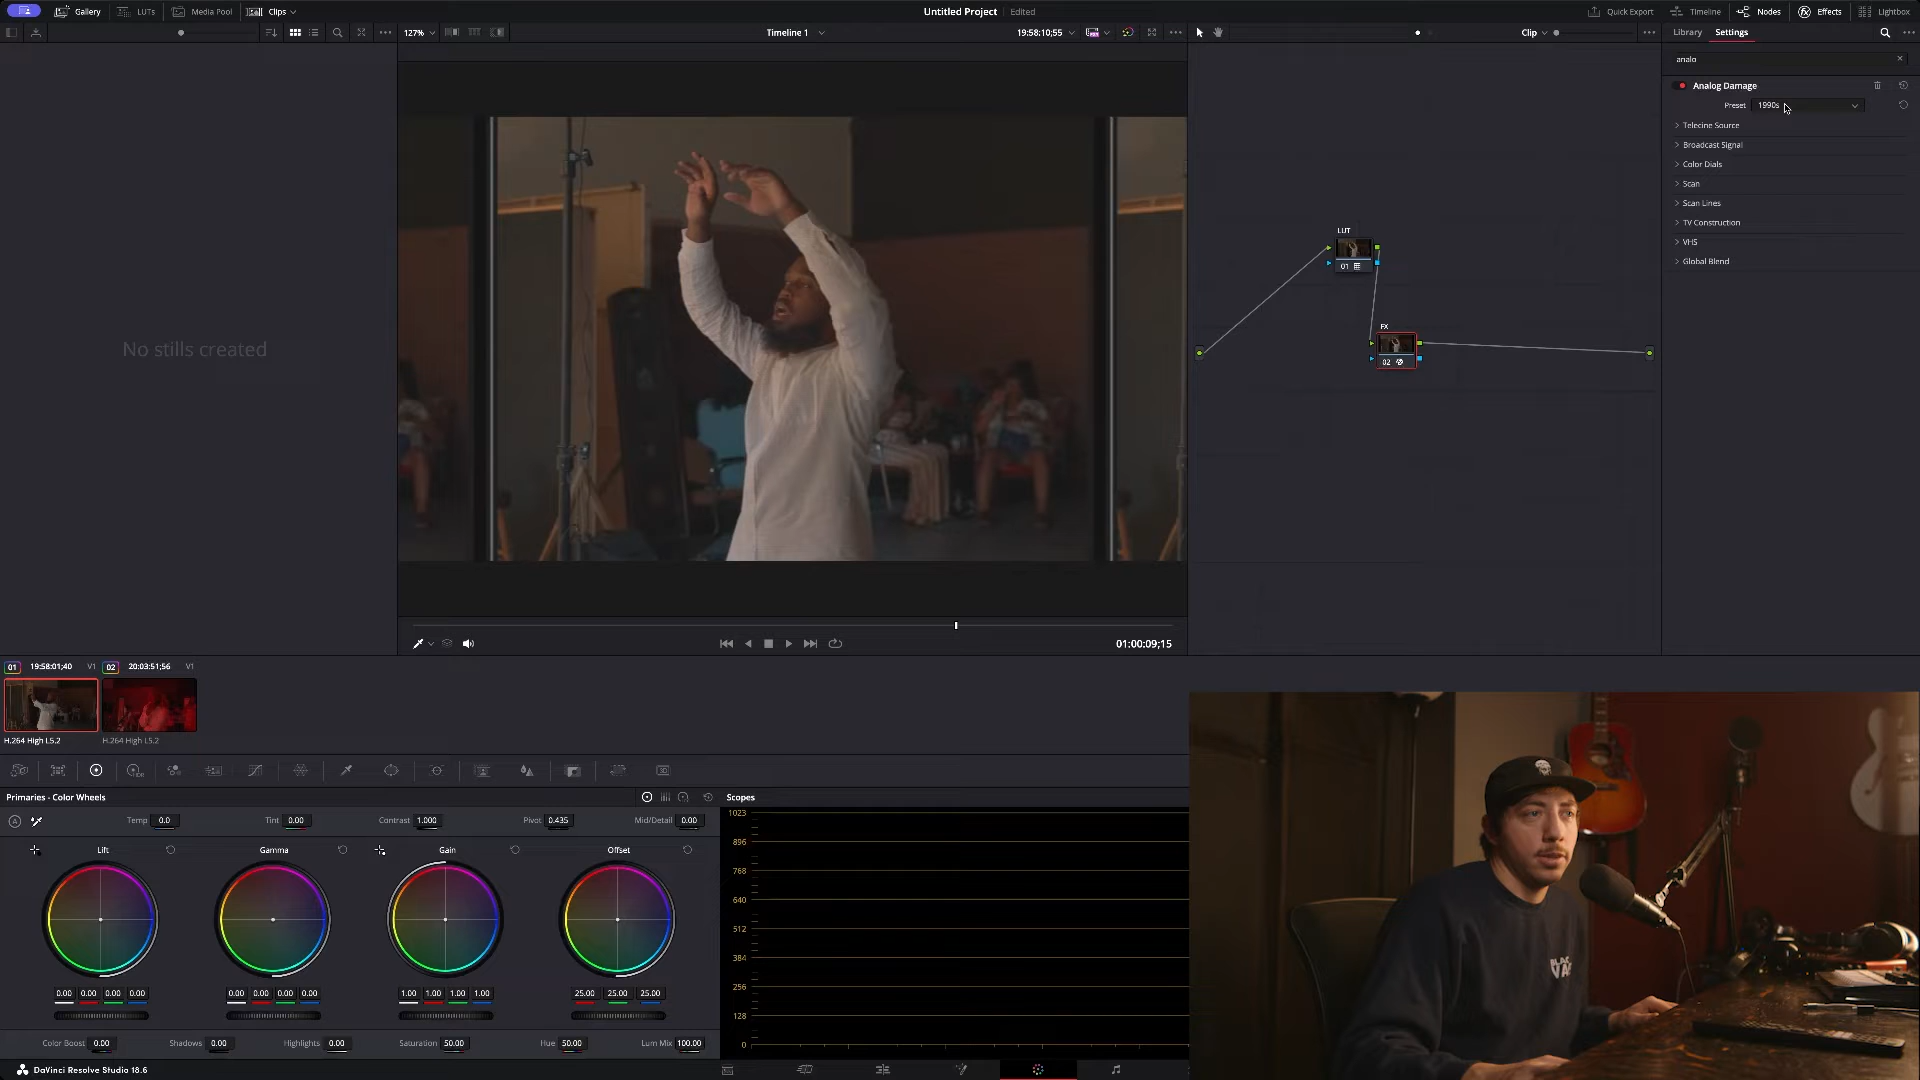 Gallery
LUTs
Media Pool
Clips
Untitled Project
Edited
Quick Export
Timeline
Nodes
Effects
Lightbox
127%
Timeline 1
19:58:10;55
Clip
Library
Settings
analo
Analog Damage
Preset
1990s
Telecine Source
Broadcast Signal
Color Dials
Scan
Scan Lines
TV Construction
VHS
Global Blend
No stills created
LUT
01
FX
02
01:00:09;15
01
19:58:01;40
V1
02
20:03:51;56
V1
H.264 High L5.2
H.264 High L5.2
Primaries - Color Wheels
Scopes
Temp 0.0
Tint 0.00
Contrast 1.000
Pivot 0.435
Mid/Detail 0.00
Lift
Gamma
Gain
Offset
0.00 0.00 0.00 0.00
0.00 0.00 0.00 0.00
1.00 1.00 1.00 1.00
25.00 25.00 25.00
Color Boost 0.00
Shadows 0.00
Highlights 0.00
Saturation 50.00
Hue 50.00
Lum Mix 100.00
1023
896
768
640
512
384
256
128
0
DaVinci Resolve Studio 18.6